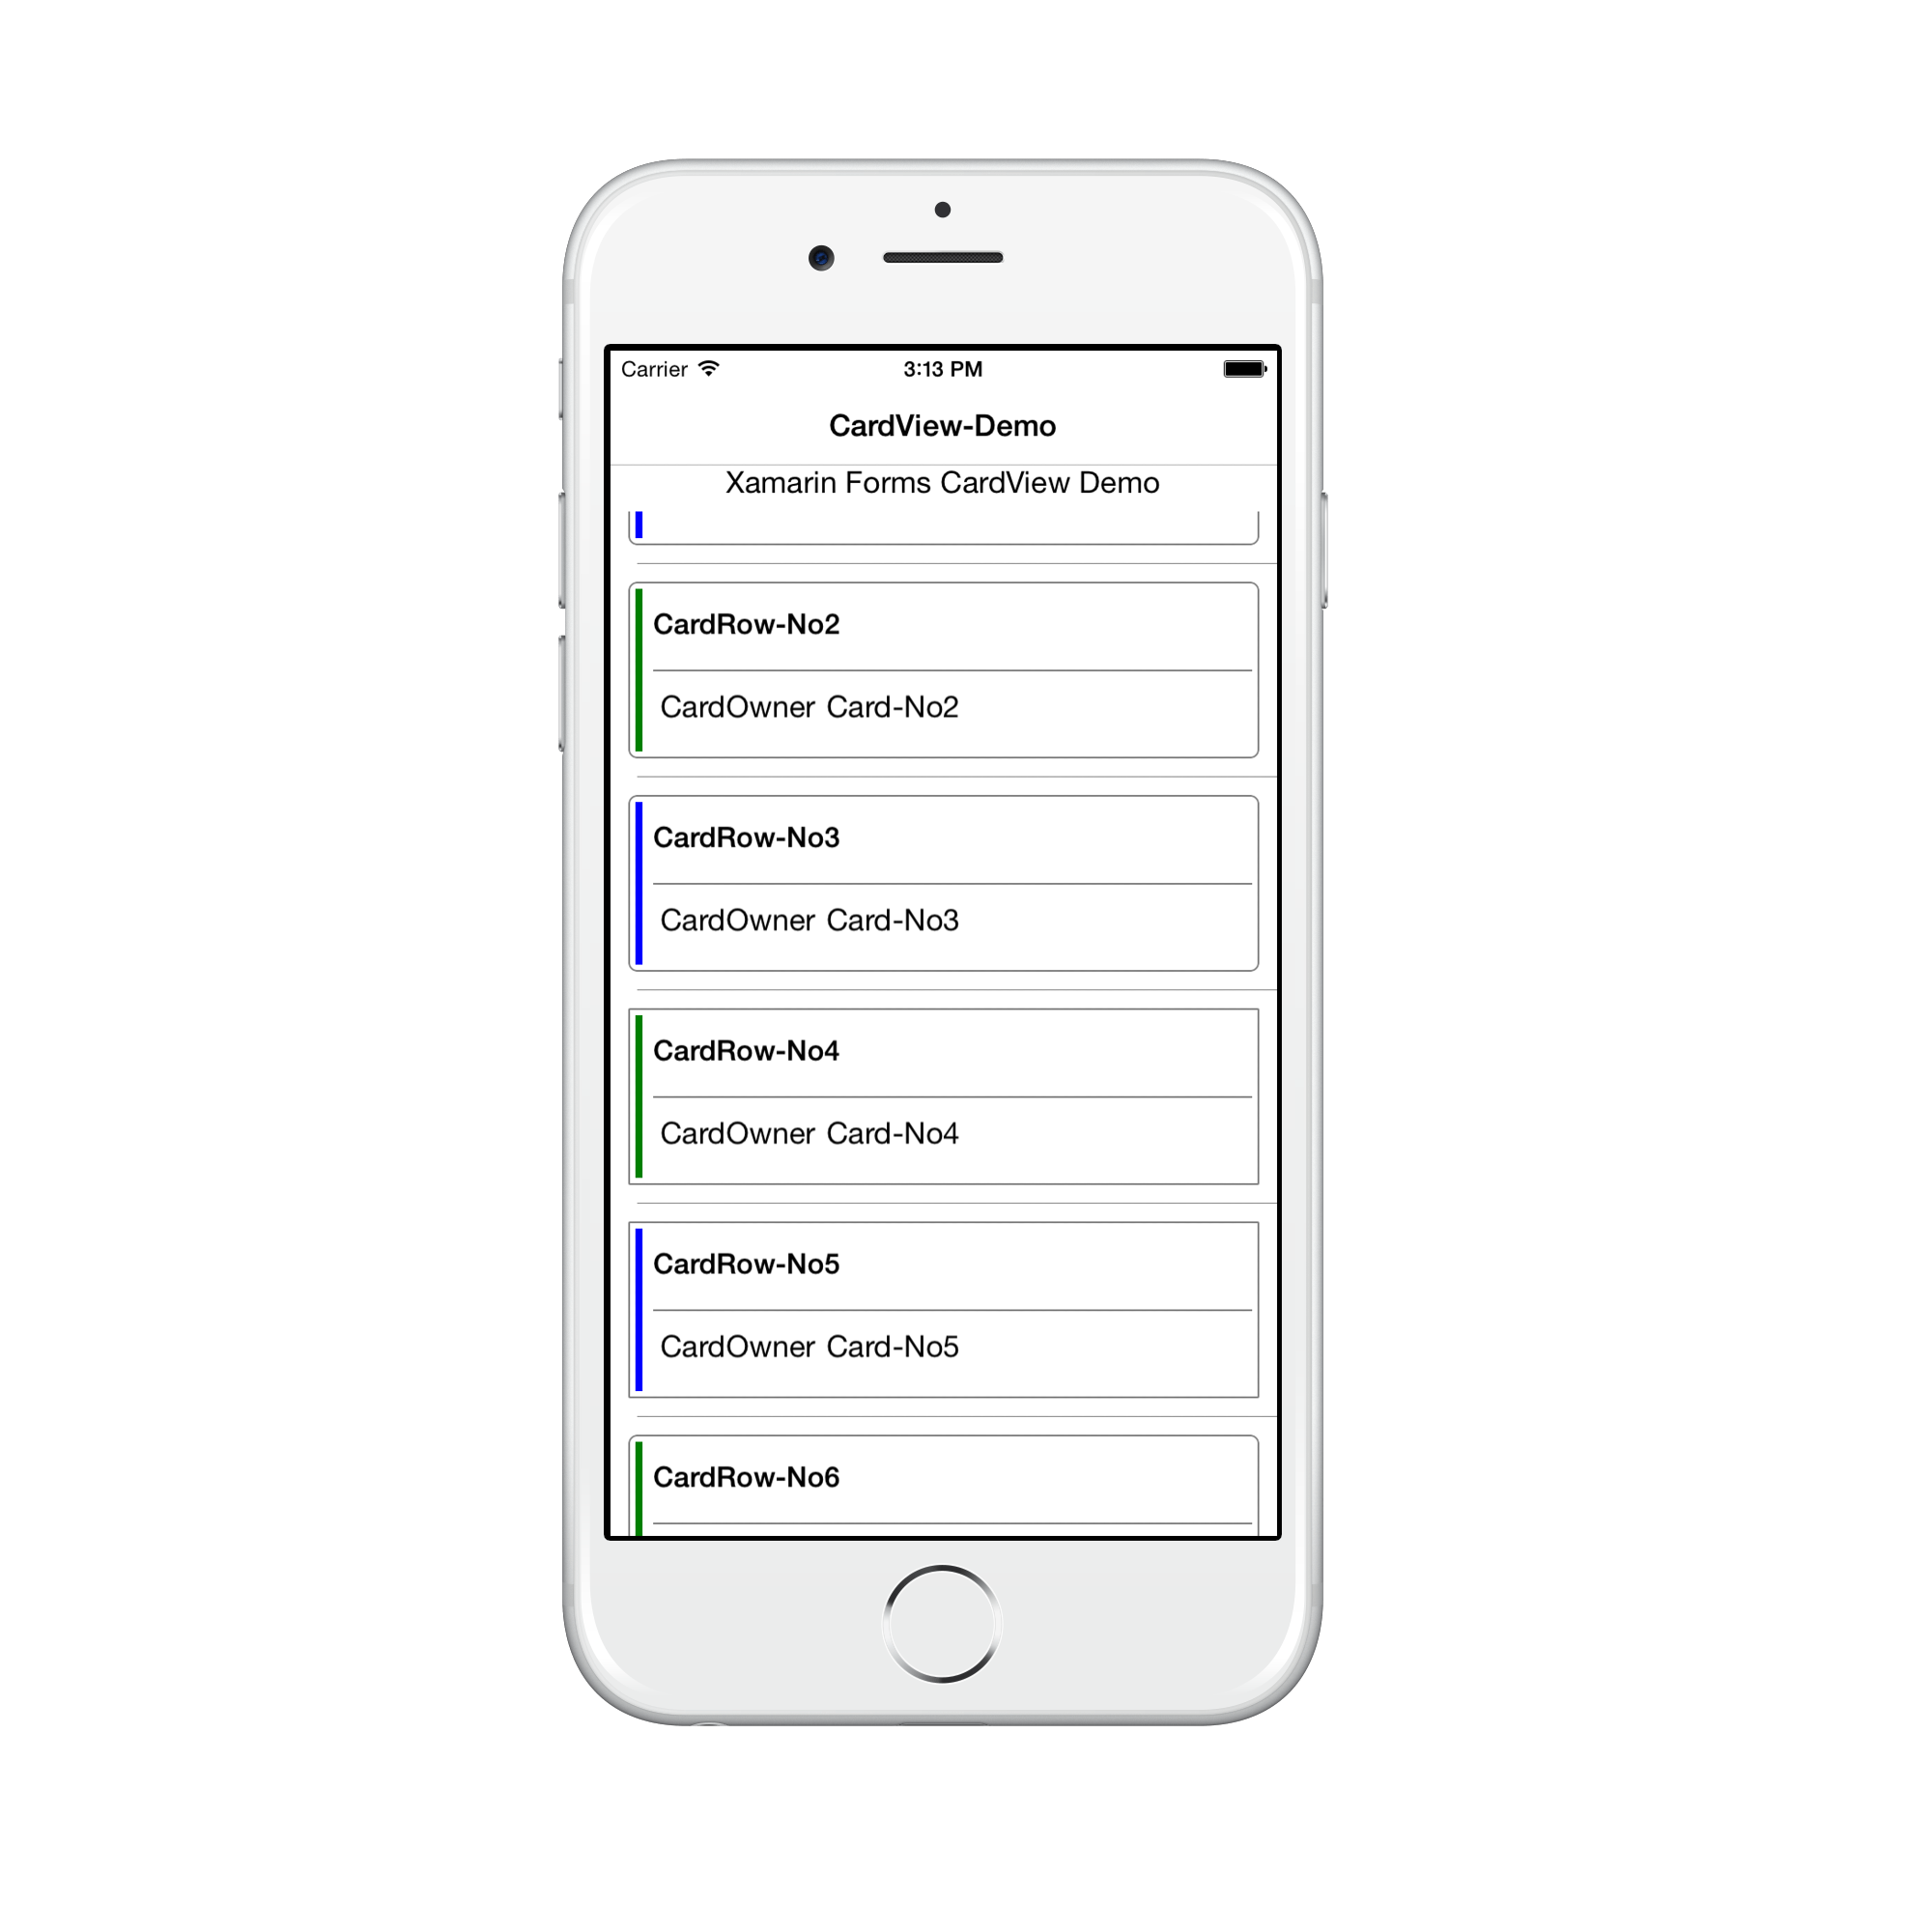 Carrier 3:13 PM
CardView-Demo
Xamarin Forms CardView Demo
CardRow-No2
CardOwner Card-No2
CardRow-No3
CardOwner Card-No3
CardRow-No4
CardOwner Card-No4
CardRow-No5
CardOwner Card-No5
CardRow-No6